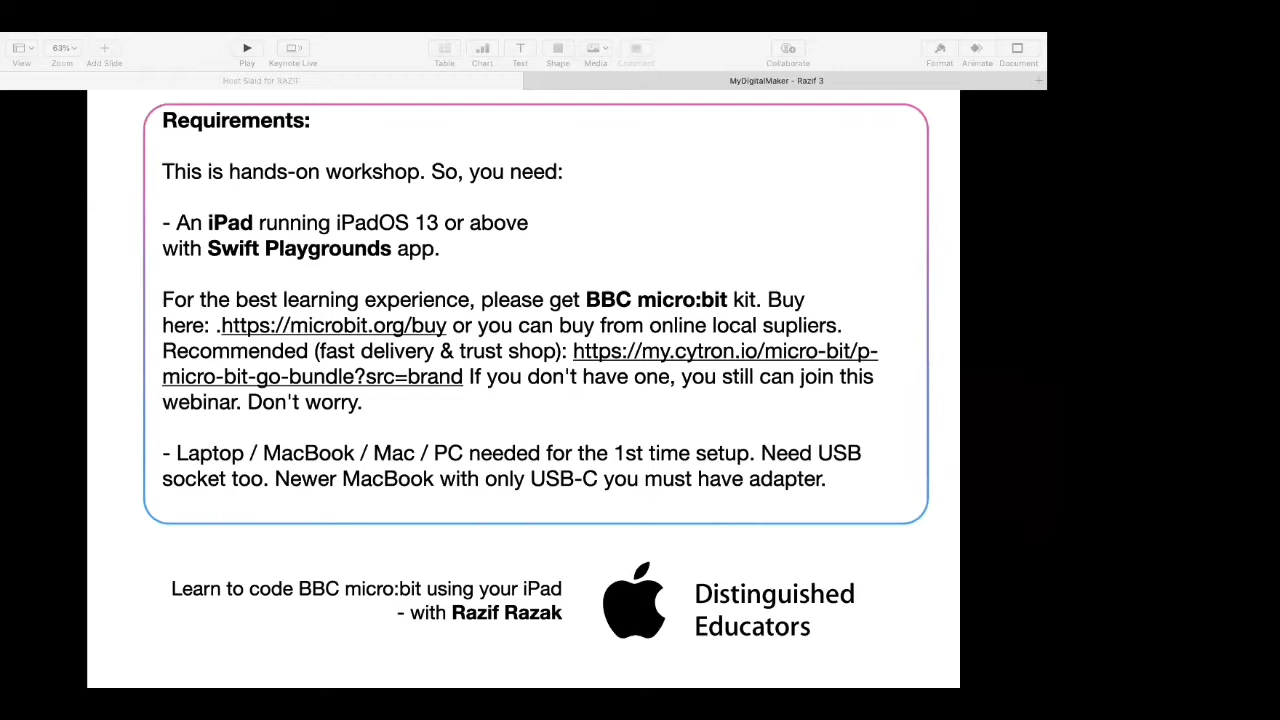 63%
View Zoom Add Slide Play Keynote Live Table Chart Text Shape Media Comment Collaborate Format Animate Document
Host Slaid for RAZIF MyDigitalMaker - Razif 3
Requirements:
This is hands-on workshop. So, you need:
- An iPad running iPadOS 13 or above
with Swift Playgrounds app.
For the best learning experience, please get BBC micro:bit kit. Buy
here: .https://microbit.org/buy or you can buy from online local supliers.
Recommended (fast delivery & trust shop): https://my.cytron.io/micro-bit/p-
micro-bit-go-bundle?src=brand If you don't have one, you still can join this
webinar. Don't worry.
- Laptop / MacBook / Mac / PC needed for the 1st time setup. Need USB
socket too. Newer MacBook with only USB-C you must have adapter.
Learn to code BBC micro:bit using your iPad
- with Razif Razak
Distinguished
Educators